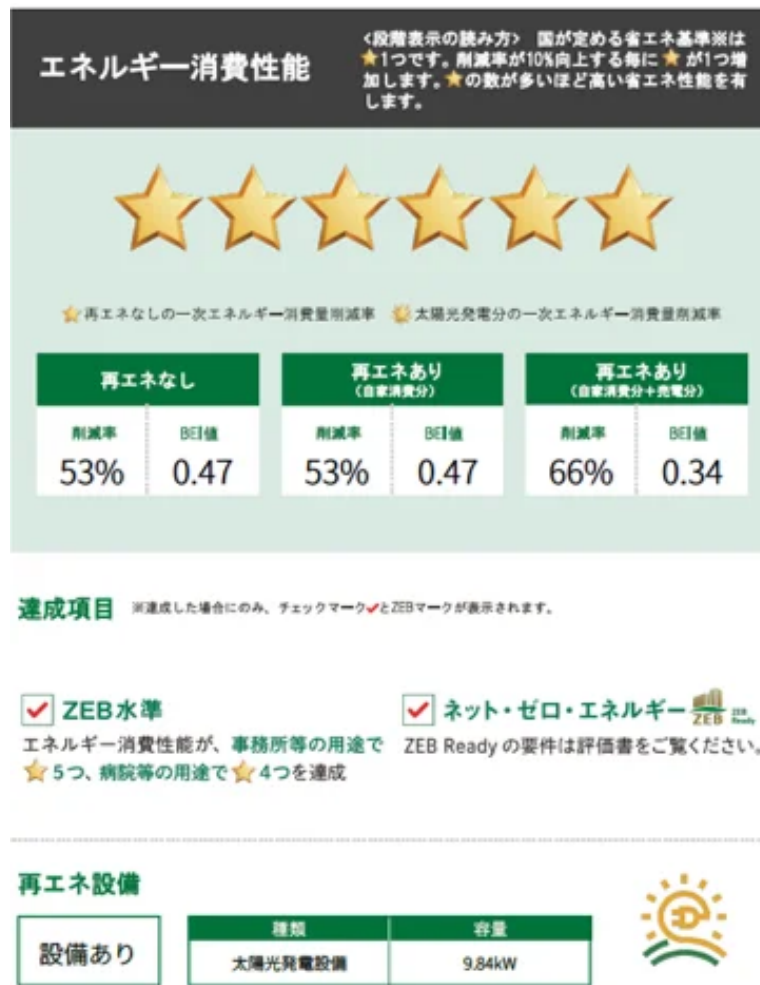 エネルギー消費性能
<段階表示の読み方> 国が定める省エネ基準※は
★1つです。削減率が10%向上する毎に★が1つ増
加します。★の数が多いほど高い省エネ性能を有
します。
再エネなしの一次エネルギー消費量削減率 太陽光発電分の一次エネルギー消費量削減率
再エネなし
削減率 BEI値
53% 0.47
再エネあり
(自家消費分)
削減率 BEI値
53% 0.47
再エネあり
(自家消費分+売電分)
削減率 BEI値
66% 0.34
達成項目 ※達成した場合にのみ、チェックマーク✓とZEBマークが表示されます。
ZEB水準
エネルギー消費性能が、事務所等の用途で
★5つ、病院等の用途で★4つを達成
ネット・ゼロ・エネルギー ZEB ZEB Ready
ZEB Readyの要件は評価書をご覧ください。
再エネ設備
設備あり
種類 容量
太陽光発電設備 9.84kW